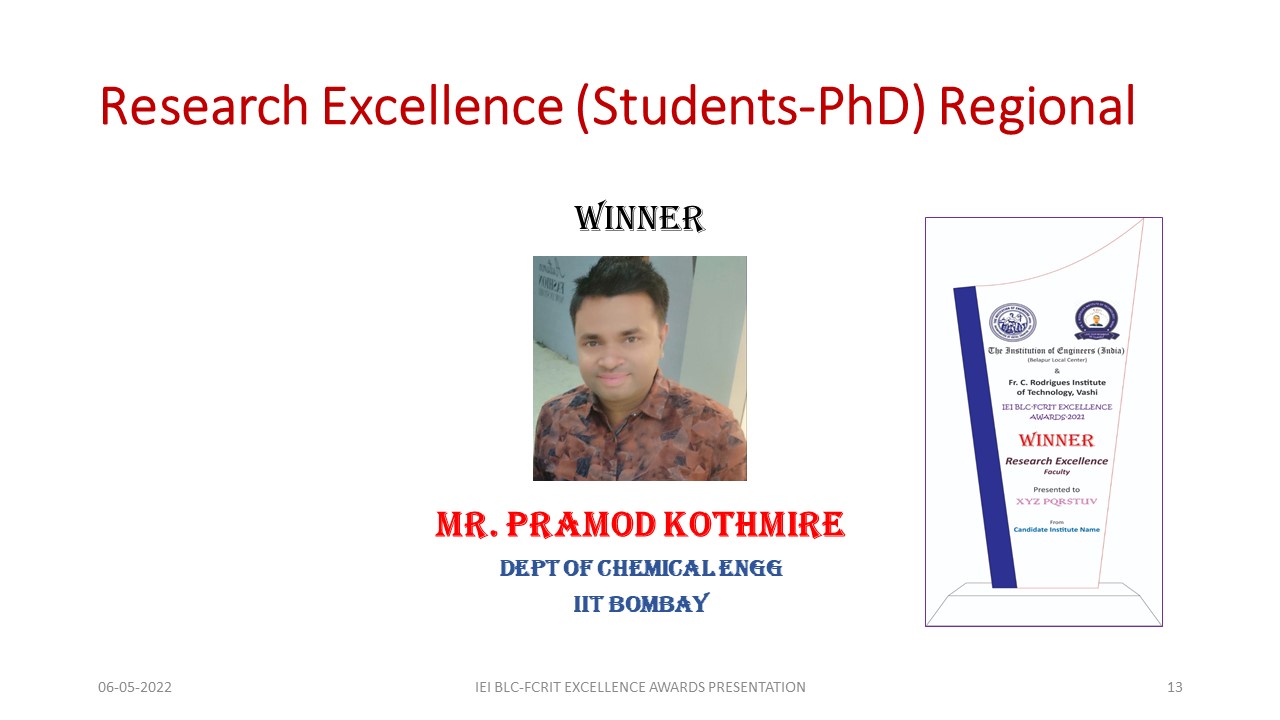 Research Excellence (Students-PhD) Regional
WINNER
MR. PRAMOD KOTHMIRE
DEPT OF CHEMICAL ENGG
IIT BOMBAY
The Institution of Engineers (India)
(Belapur Local Center)
&
Fr. C. Rodrigues Institute
of Technology, Vashi
IEI BLC-FCRIT EXCELLENCE
AWARDS-2021
WINNER
Research Excellence
Faculty
Presented to
XYZ PQRSTUV
From
Candidate Institute Name
06-05-2022
IEI BLC-FCRIT EXCELLENCE AWARDS PRESENTATION
13